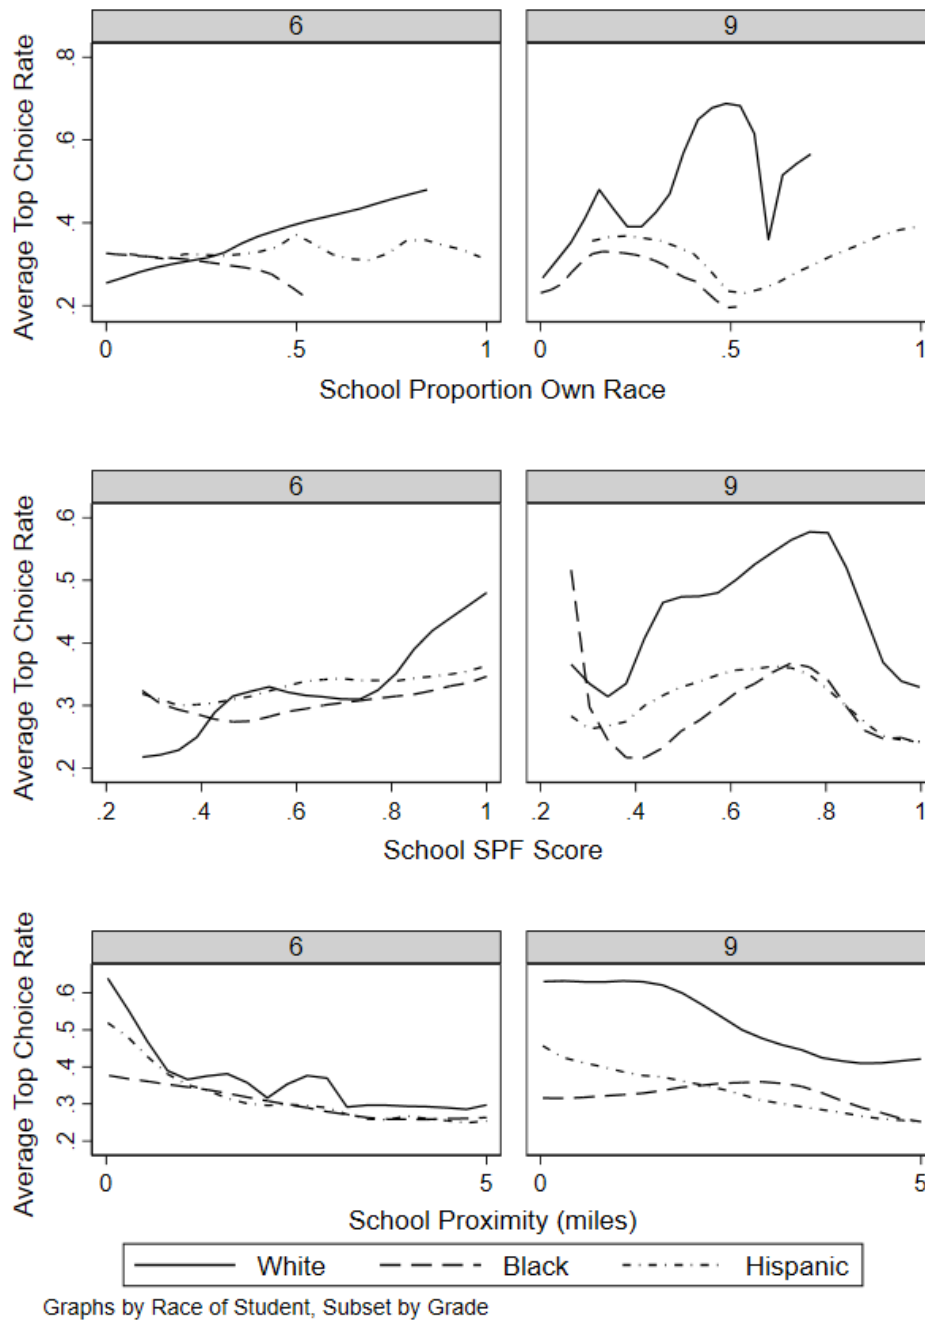 6 9
Average Top Choice Rate
.8
.6
.4
.2
0 .5 1 0 .5 1
School Proportion Own Race
6 9
Average Top Choice Rate
.6
.5
.4
.3
.2
.2 .4 .6 .8 1 .2 .4 .6 .8 1
School SPF Score
6 9
Average Top Choice Rate
.6
.5
.4
.3
.2
0 5 0 5
School Proximity (miles)
White Black Hispanic
Graphs by Race of Student, Subset by Grade